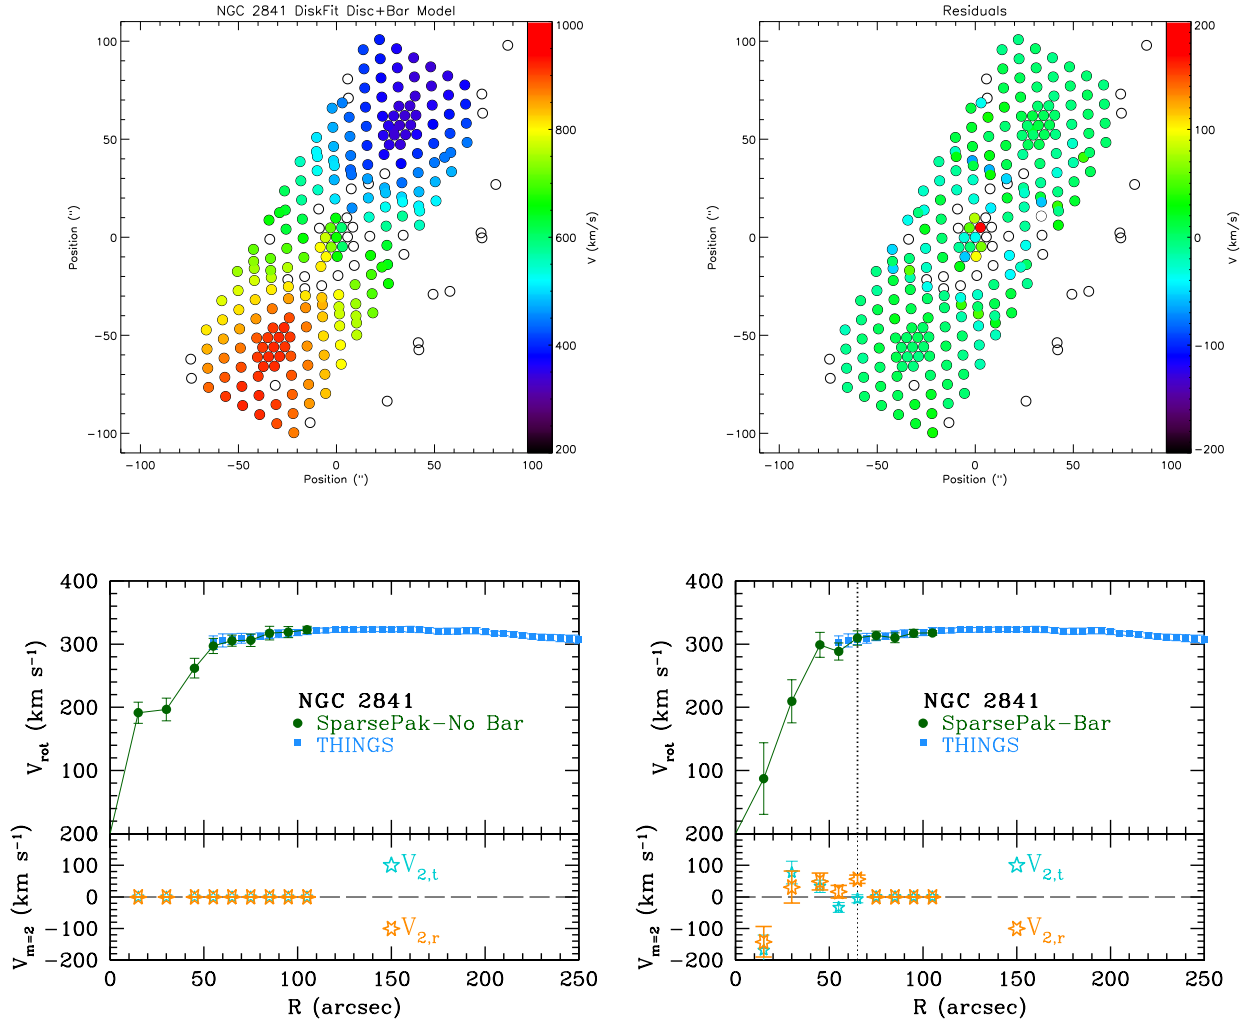 NGC 2841 DiskFit Disc+Bar Model
100
50
0
−50
−100
Position ('')
−100
−50
0
50
100
Position ('')
1000
800
600
400
200
V (km/s)
Residuals
100
50
0
−50
−100
Position ('')
−100
−50
0
50
100
Position ('')
200
100
0
−100
−200
V (km/s)
400
300
200
100
200
V_rot (km s⁻¹)
NGC 2841
SparsePak−No Bar
THINGS
100
0
−100
−200
V_m=2 (km s⁻¹)
V_2,t
V_2,r
0
50
100
150
200
250
R (arcsec)
400
300
200
100
200
V_rot (km s⁻¹)
NGC 2841
SparsePak−Bar
THINGS
100
0
−100
−200
V_m=2 (km s⁻¹)
V_2,t
V_2,r
0
50
100
150
200
250
R (arcsec)